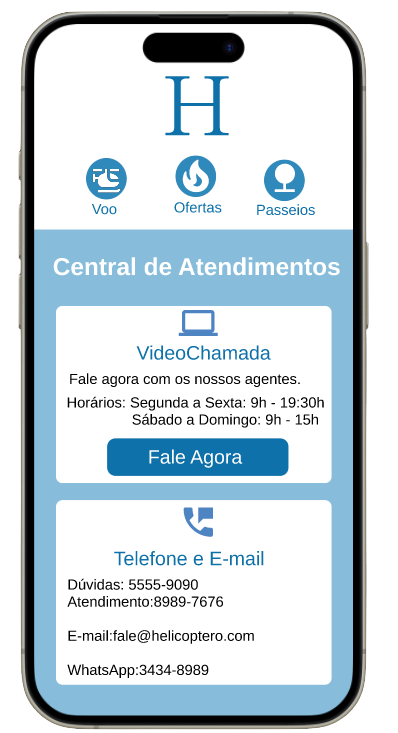 H
Voo
Ofertas
Passeios
Central de Atendimentos
VideoChamada
Fale agora com os nossos agentes.
Horários: Segunda a Sexta: 9h - 19:30h
Sábado a Domingo: 9h - 15h
Fale Agora
Telefone e E-mail
Dúvidas: 5555-9090
Atendimento:8989-7676
E-mail:fale@helicoptero.com
WhatsApp:3434-8989